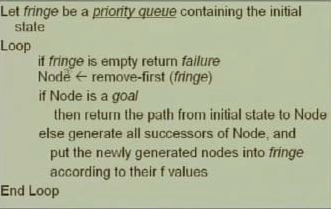 Let fringe be a priority queue containing the initial
state
Loop
if fringe is empty return failure
Node ← remove-first (fringe)
if Node is a goal
then return the path from initial state to Node
else generate all successors of Node, and
put the newly generated nodes into fringe
according to their f values
End Loop